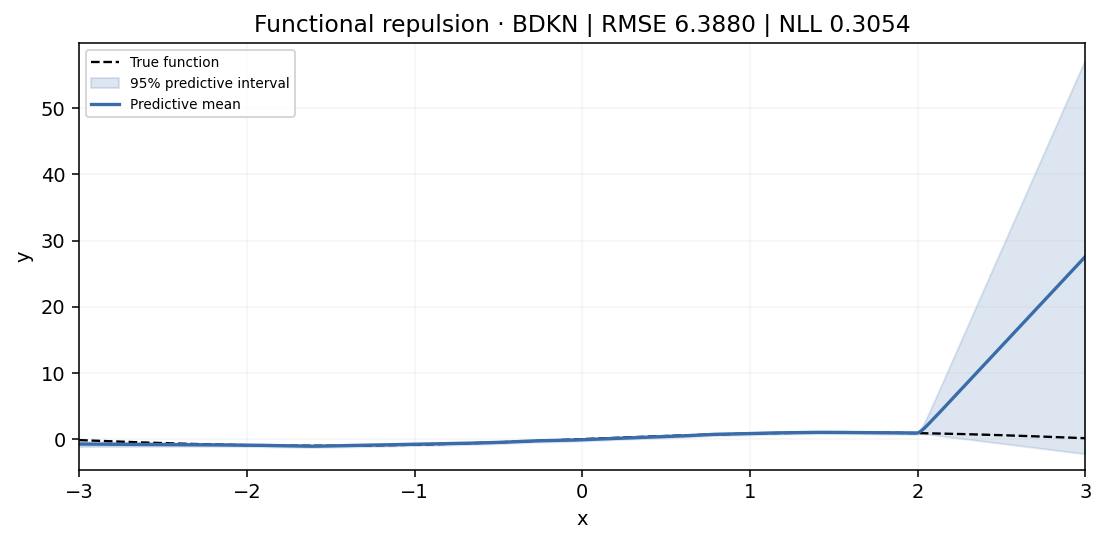 Functional repulsion · BDKN | RMSE 6.3880 | NLL 0.3054
True function
95% predictive interval
Predictive mean
50
40
30
20
10
0
y
−3
−2
−1
0
1
2
3
x